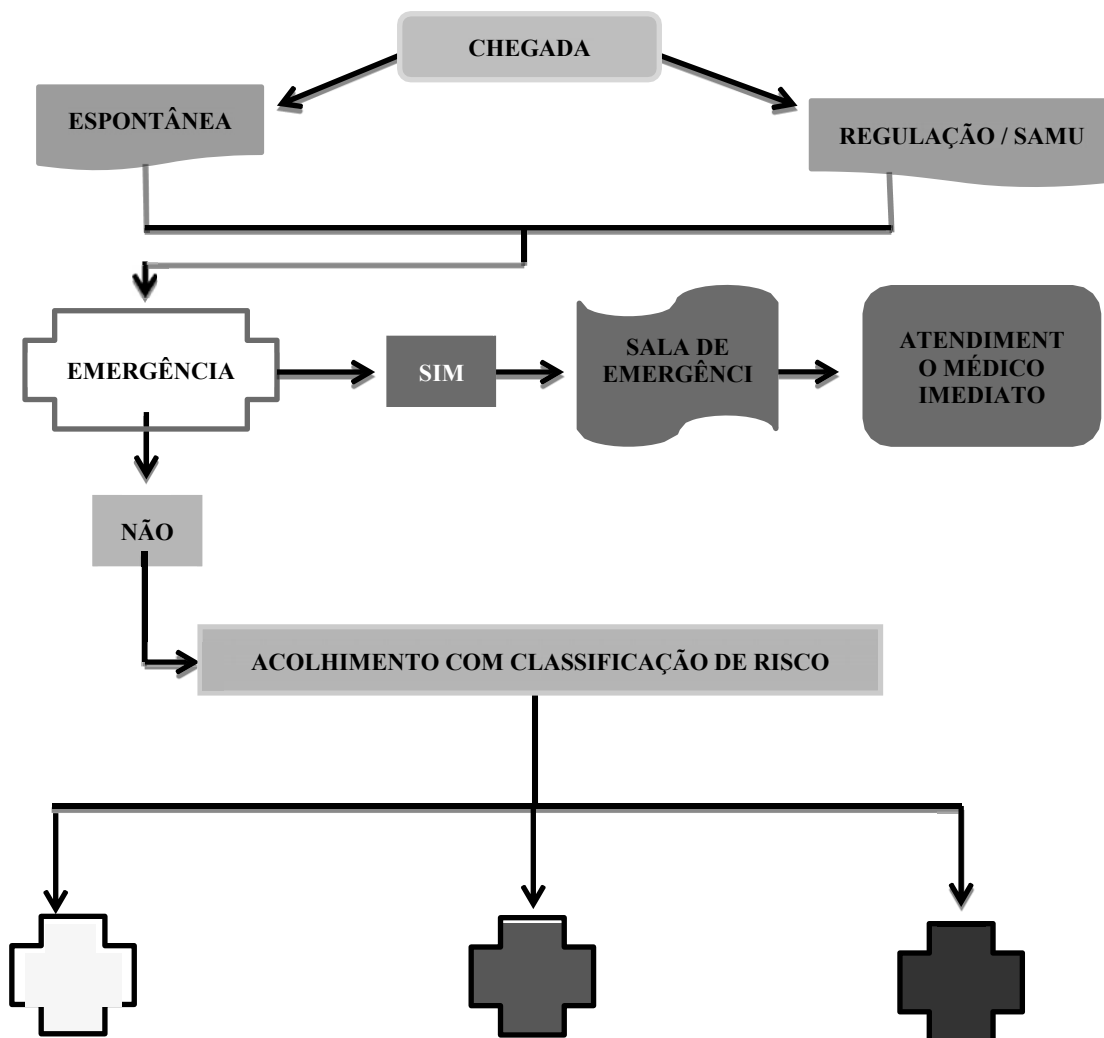 CHEGADA
ESPONTÂNEA
REGULAÇÃO / SAMU
EMERGÊNCIA
SIM
SALA DE
EMERGÊNCI
ATENDIMENT
O MÉDICO
IMEDIATO
NÃO
ACOLHIMENTO COM CLASSIFICAÇÃO DE RISCO